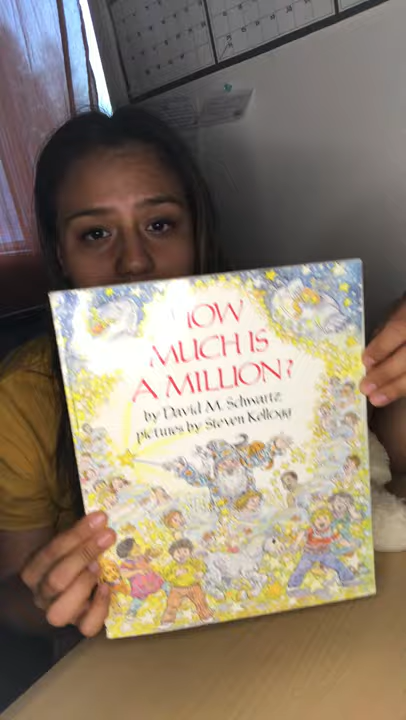 HOW
MUCH IS
A MILLION?
by David M. Schwartz
pictures by Steven Kellogg